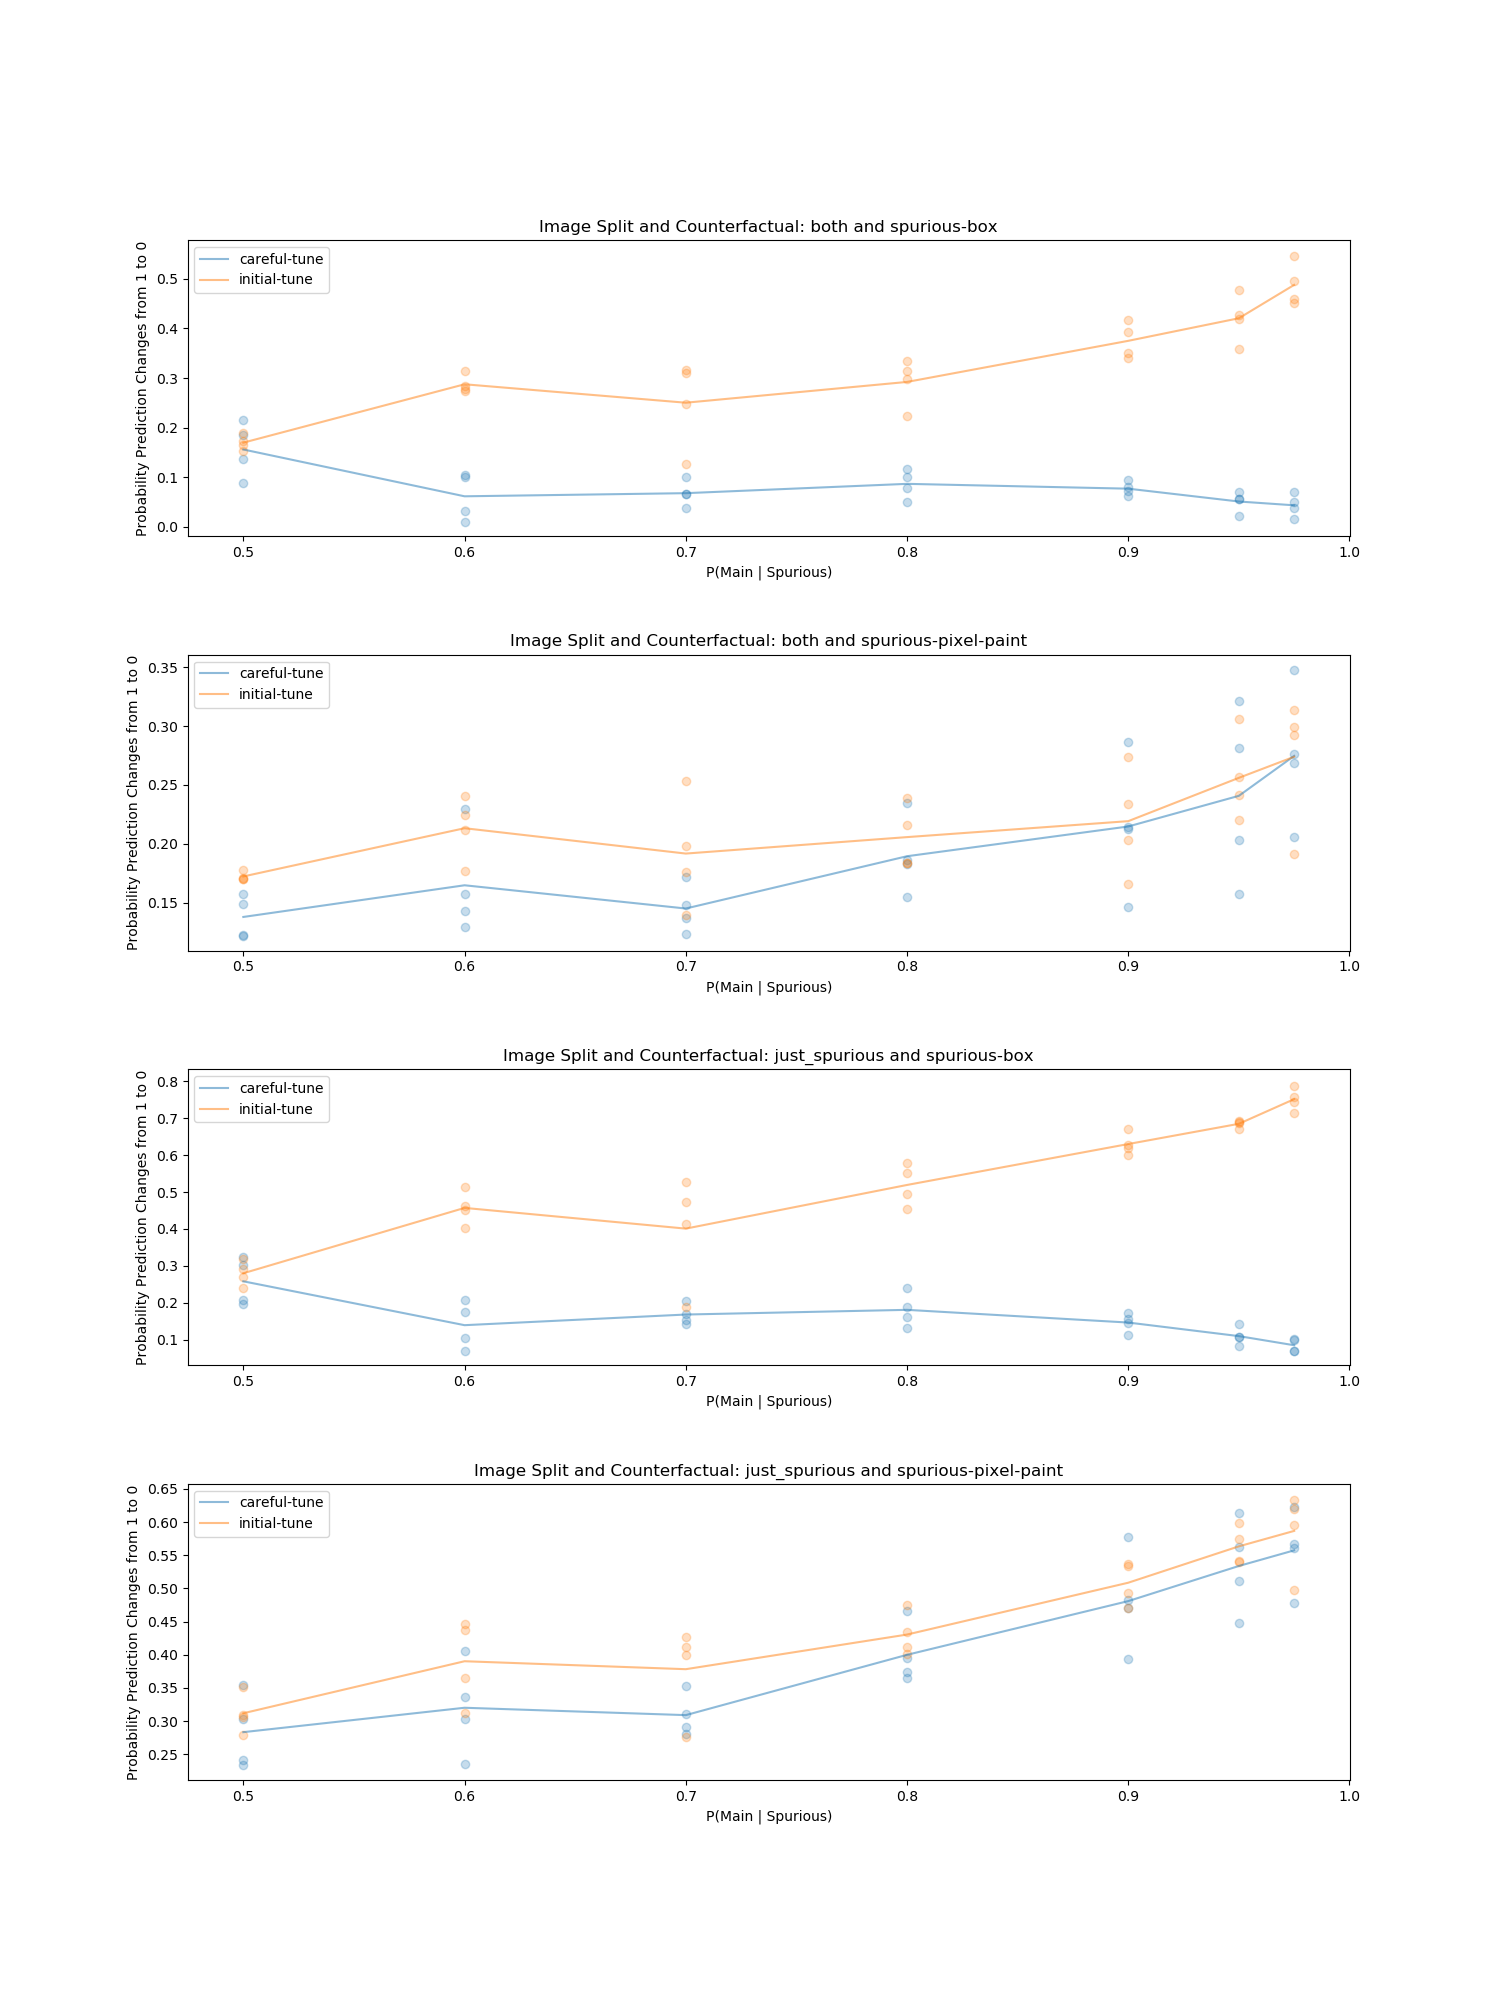 Image Split and Counterfactual: both and spurious-box
Probability Prediction Changes from 1 to 0
careful-tune
initial-tune
0.5
0.4
0.3
0.2
0.1
0.0
0.5 0.6 0.7 0.8 0.9 1.0
P(Main | Spurious)
Image Split and Counterfactual: both and spurious-pixel-paint
Probability Prediction Changes from 1 to 0
careful-tune
initial-tune
0.35
0.30
0.25
0.20
0.15
0.5 0.6 0.7 0.8 0.9 1.0
P(Main | Spurious)
Image Split and Counterfactual: just_spurious and spurious-box
Probability Prediction Changes from 1 to 0
careful-tune
initial-tune
0.8
0.7
0.6
0.5
0.4
0.3
0.2
0.1
0.5 0.6 0.7 0.8 0.9 1.0
P(Main | Spurious)
Image Split and Counterfactual: just_spurious and spurious-pixel-paint
Probability Prediction Changes from 1 to 0
careful-tune
initial-tune
0.65
0.60
0.55
0.50
0.45
0.40
0.35
0.30
0.25
0.5 0.6 0.7 0.8 0.9 1.0
P(Main | Spurious)